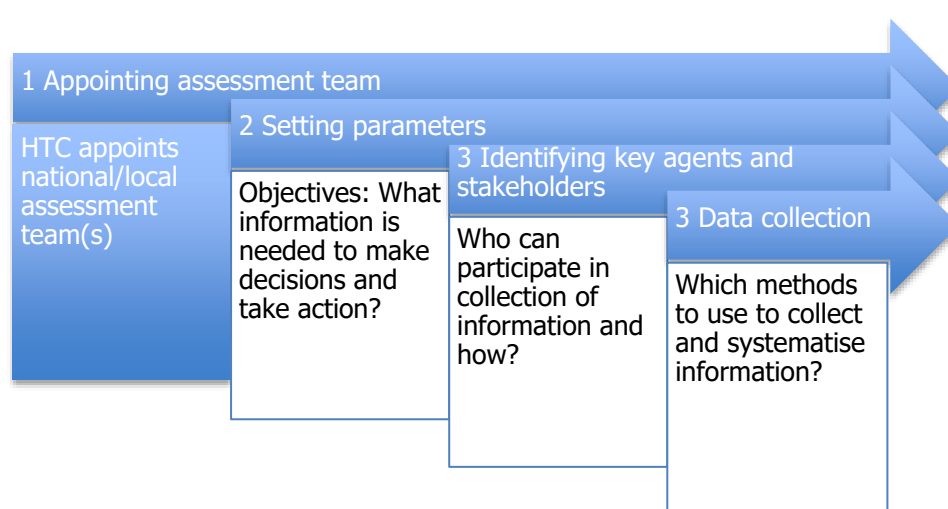 1 Appointing assessment team
HTC appoints
national/local
assessment
team(s)
2 Setting parameters
Objectives: What
information is
needed to make
decisions and
take action?
3 Identifying key agents and
stakeholders
Who can
participate in
collection of
information and
how?
3 Data collection
Which methods
to use to collect
and systematise
information?